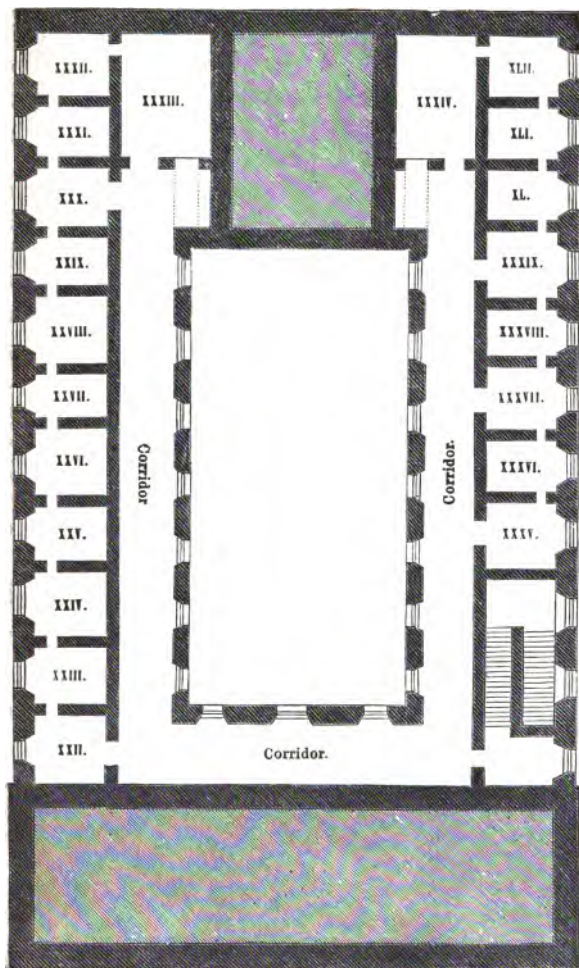 XXXII.
XXXIII.
XXXIV.
XLII.
XXXI.
XLI.
XXX.
XL.
XXIX.
XXXIX.
XXVIII.
XXXVIII.
XXVII.
XXXVII.
XXVI.
Corridor
Corridor.
XXXVI.
XXV.
XXXV.
XXIV.
XXIII.
XXII.
Corridor.